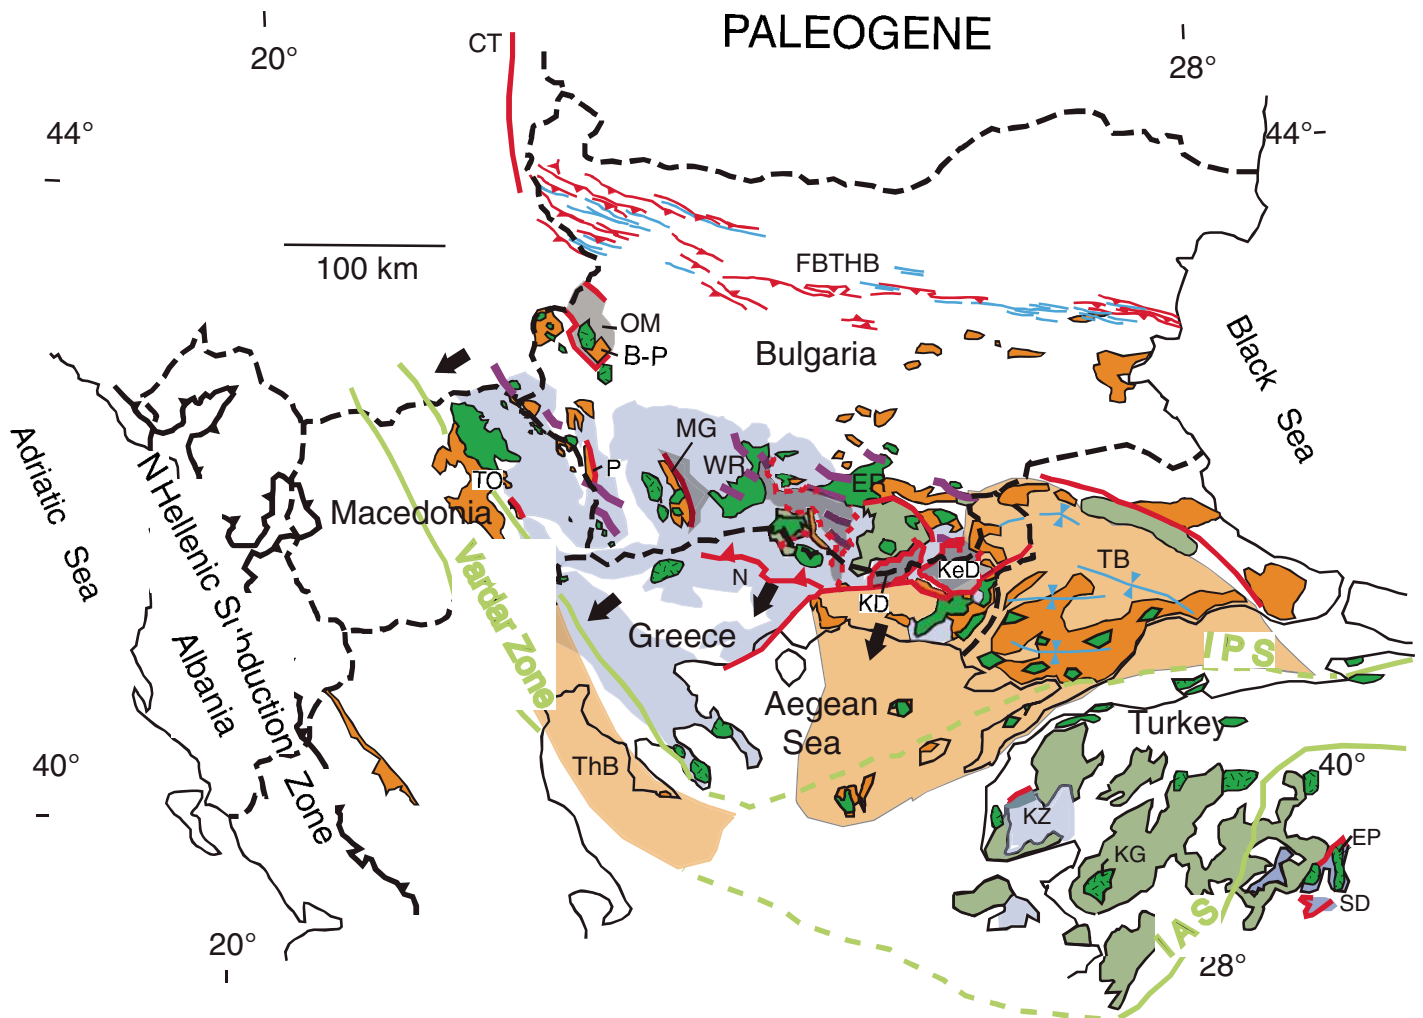 PALEOGENE
20°
CT
28°
44°
44°
FBTHB
100 km
OM
B-P
Bulgaria
Black Sea
Adriatic Sea
N Hellenic Subduction Zone
Albania
Macedonia
TO
P
MG
WR
ER
Vardar Zone
N
KD
KeD
TB
Greece
IPS
Aegean
Sea
Turkey
ThB
40°
40°
KZ
KG
EP
SD
IAS
20°
28°